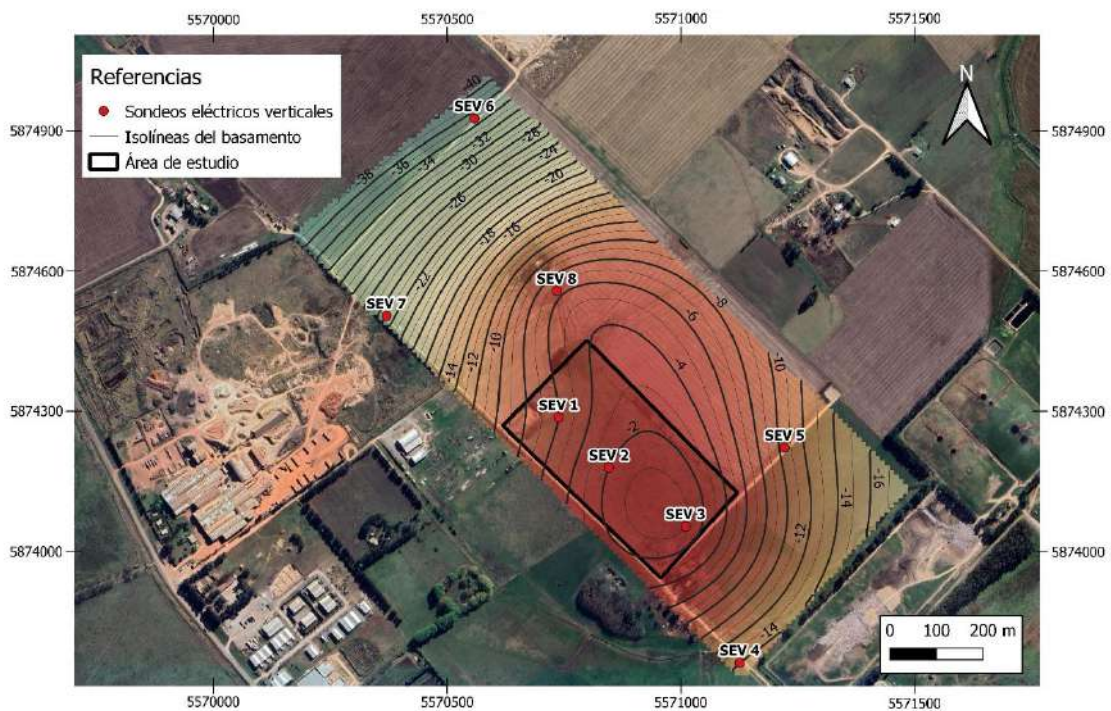 5570000 5570500 5571000 5571500
Referencias
Sondeos eléctricos verticales
Isolíneas del basamento
Área de estudio
N
5874900 5874900
5874600 5874600
5874300 5874300
5874000 5874000
-40
SEV 6
-38 -36 -34 -32 -30 -28 -26 -24 -20
-22 -18 -16
SEV 8
SEV 7
-14 -12 -10 -8
-6
-4
-10
SEV 1
-2
SEV 5
SEV 2
SEV 3
-16
-14
-12
-14
SEV 4
0 100 200 m
5570000 5570500 5571000 5571500